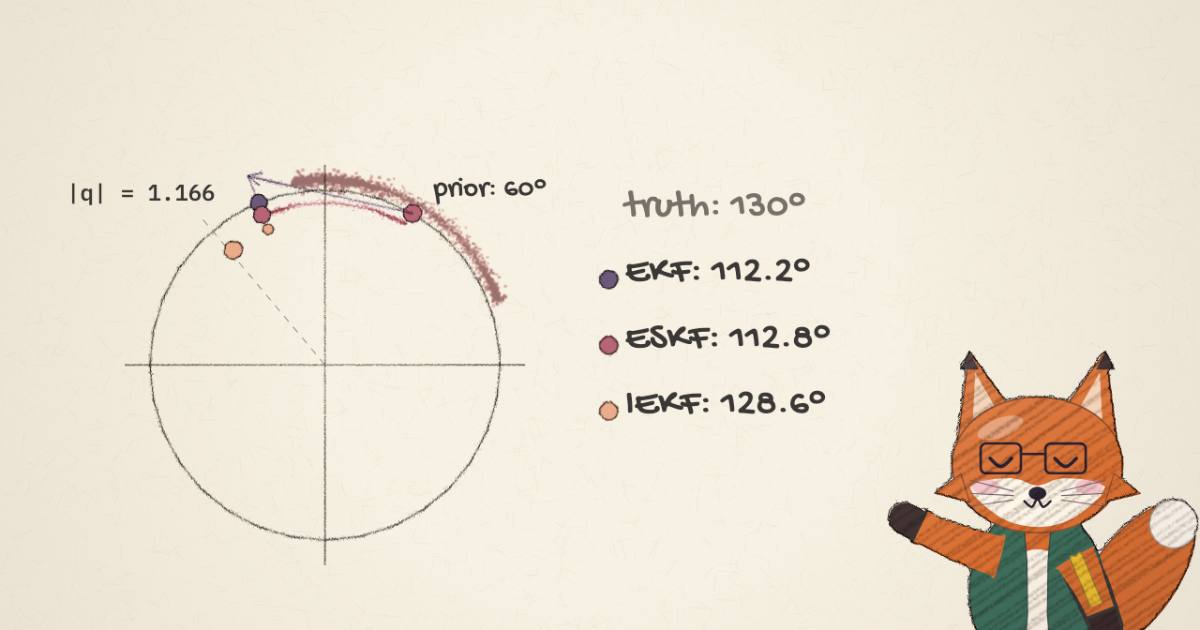 |q| = 1.166
prior: 60°
truth: 130°
EKF: 112.2°
ESKF: 112.8°
IEKF: 128.6°